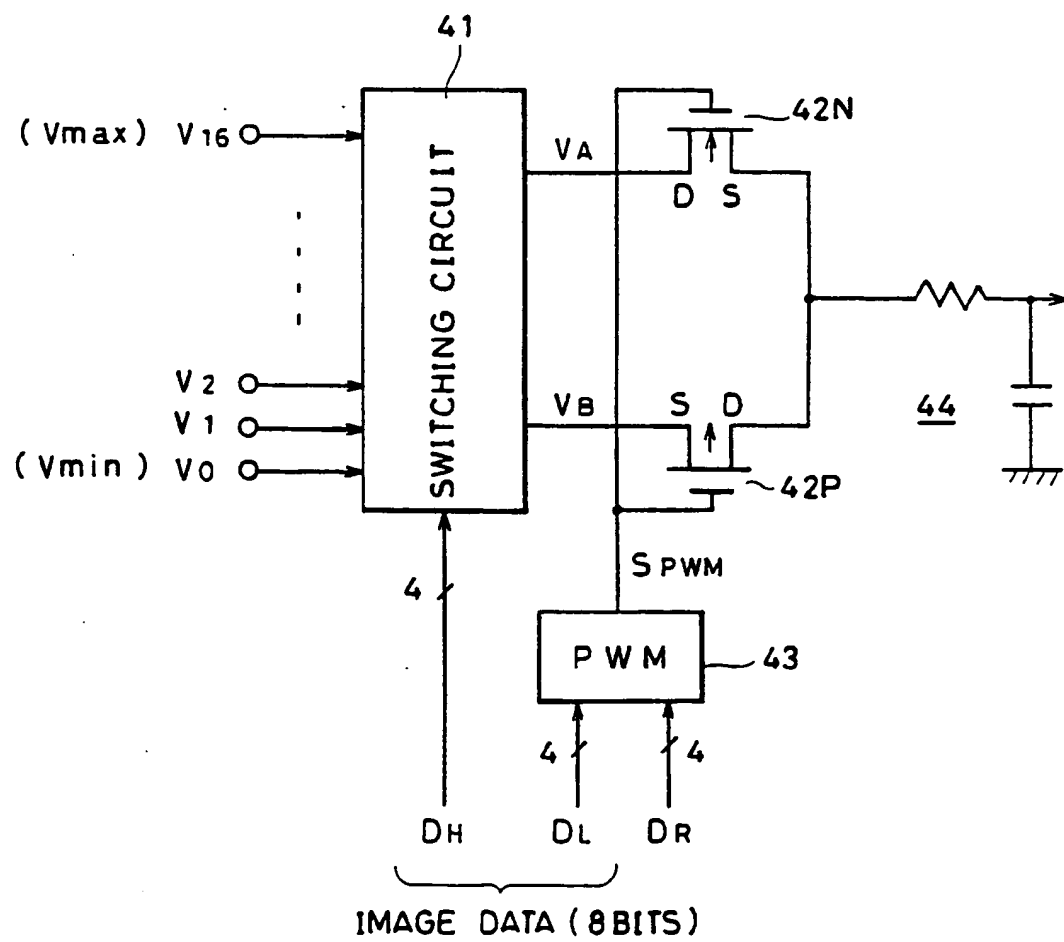 41
(Vmax) V16
42N
VA
D S
SWITCHING CIRCUIT
V2
V1
(Vmin) V0
VB
S D
44
42P
4
SPWM
PWM
43
4
4
DH
DL
DR
IMAGE DATA (8BITS)